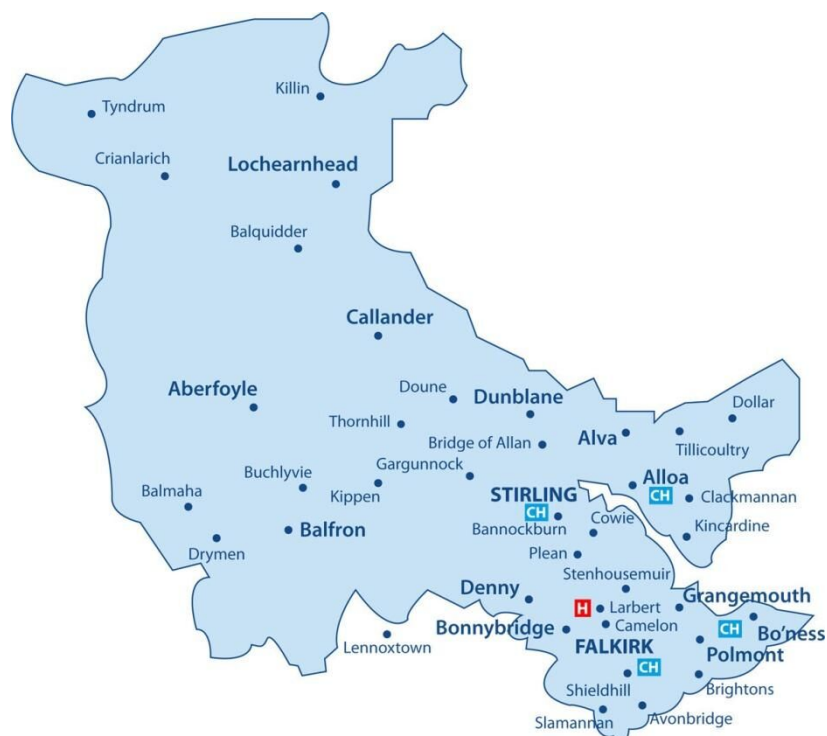 Killin
Tyndrum
Crianlarich
Lochearnhead
Balquidder
Callander
Doune
Aberfoyle
Dunblane
Dollar
Thornhill
Bridge of Allan
Alva
Tillicoultry
Gargunnock
Buchlyvie
Kippen
Balmaha
STIRLING
CH
Alloa
CH
Clackmannan
Bannockburn
Cowie
Kincardine
Balfron
Drymen
Plean
Stenhousemuir
Denny
Grangemouth
H
Larbert
Bonnybridge
Camelon
CH
Bo'ness
Lennoxtown
FALKIRK
CH
Polmont
Shieldhill
Brightons
Slamannan
Avonbridge